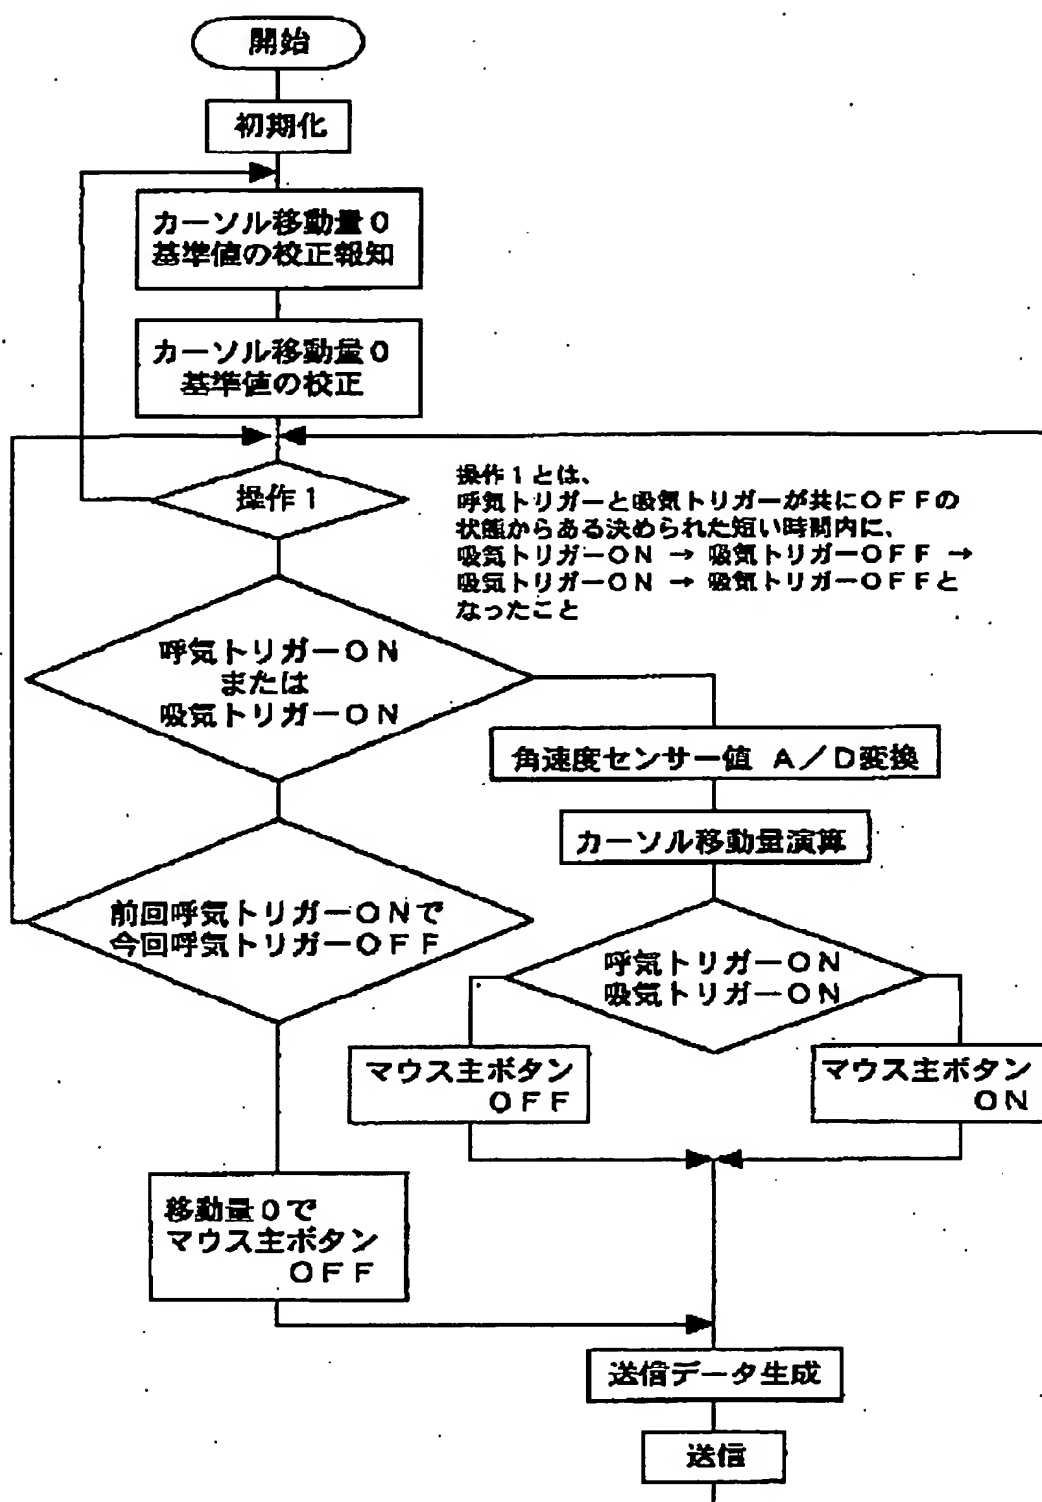 開始
初期化
カーソル移動量0
基準値の校正報知
カーソル移動量0
基準値の校正
操作1
操作1とは、
呼気トリガーと吸気トリガーが共にOFFの
状態からある決められた短い時間内に、
吸気トリガーON → 吸気トリガーOFF →
吸気トリガーON → 吸気トリガーOFFと
なったこと
呼気トリガーON
または
吸気トリガーON
角速度センサー値 A/D変換
カーソル移動量演算
前回呼気トリガーONで
今回呼気トリガーOFF
呼気トリガーON
吸気トリガーON
マウス主ボタン
OFF
マウス主ボタン
ON
移動量0で
マウス主ボタン
OFF
送信データ生成
送信